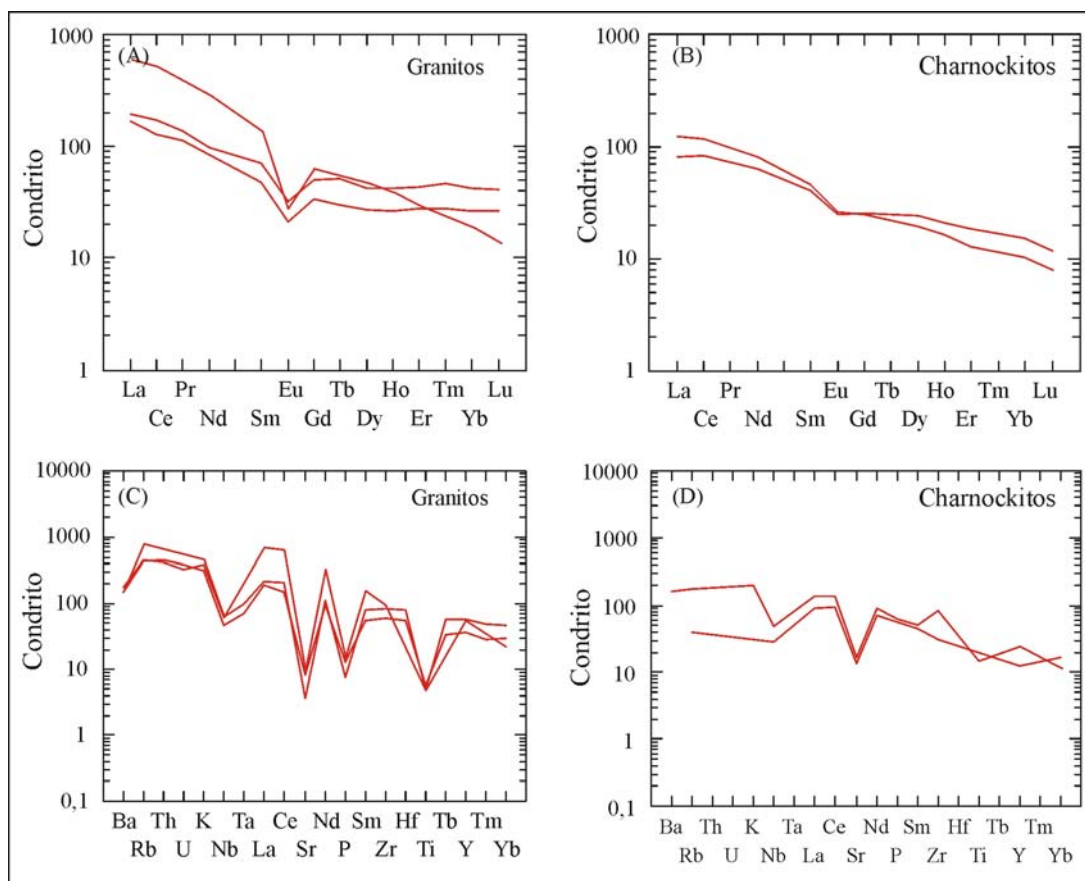 (A)
Granitos
Condrito
1000
100
10
1
La Pr Eu Tb Ho Tm Lu
Ce Nd Sm Gd Dy Er Yb
(B)
Charnockitos
Condrito
1000
100
10
1
La Pr Eu Tb Ho Tm Lu
Ce Nd Sm Gd Dy Er Yb
(C)
Granitos
Condrito
10000
1000
100
10
1
0,1
Ba Th K Ta Ce Nd Sm Hf Tb Tm
Rb U Nb La Sr P Zr Ti Y Yb
(D)
Charnockitos
Condrito
10000
1000
100
10
1
0,1
Ba Th K Ta Ce Nd Sm Hf Tb Tm
Rb U Nb La Sr P Zr Ti Y Yb